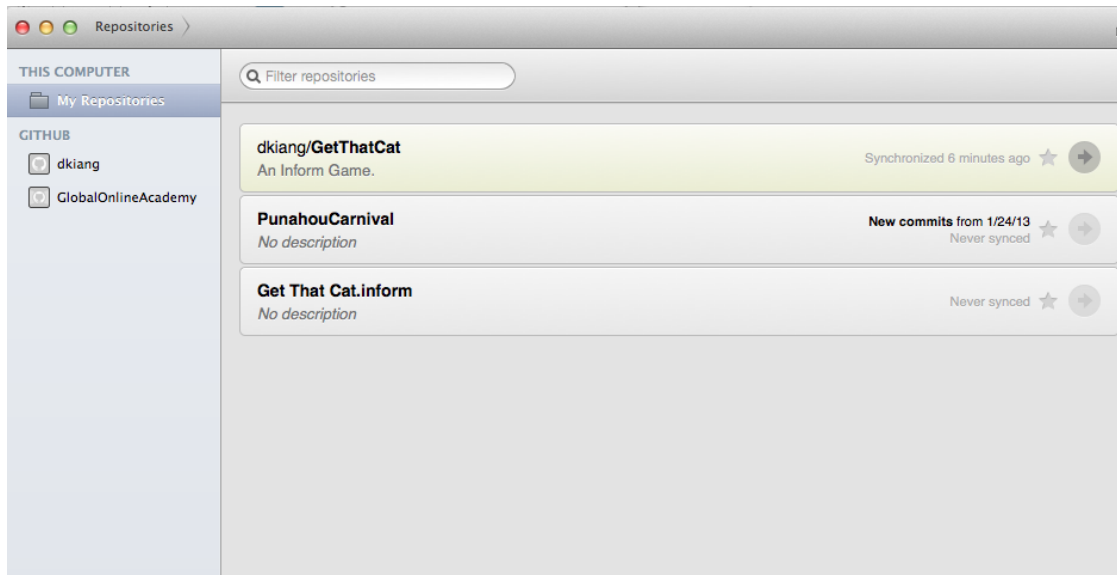 Repositories
THIS COMPUTER
My Repositories
GITHUB
dkiang
GlobalOnlineAcademy
Filter repositories
dkiang/GetThatCat
An Inform Game.
Synchronized 6 minutes ago
PunahouCarnival
No description
New commits from 1/24/13
Never synced
Get That Cat.inform
No description
Never synced